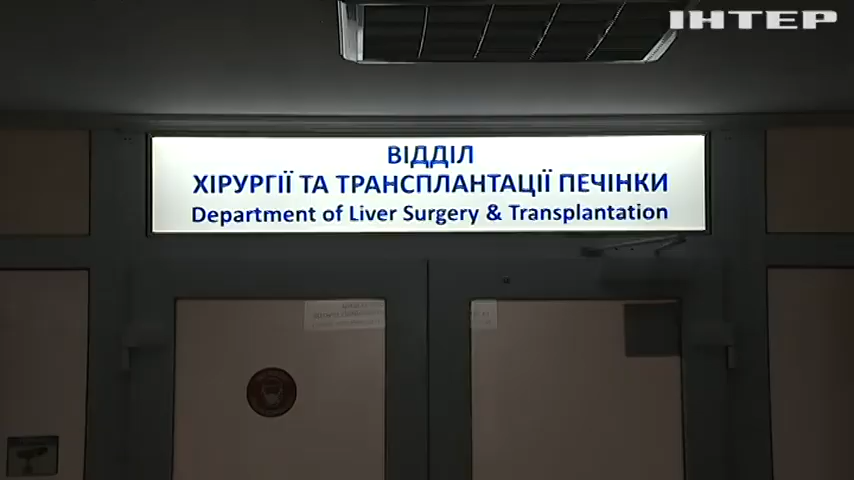 ІНТЕР
ВІДДІЛ
ХІРУРГІЇ ТА ТРАНСПЛАНТАЦІЇ ПЕЧІНКИ
Department of Liver Surgery & Transplantation